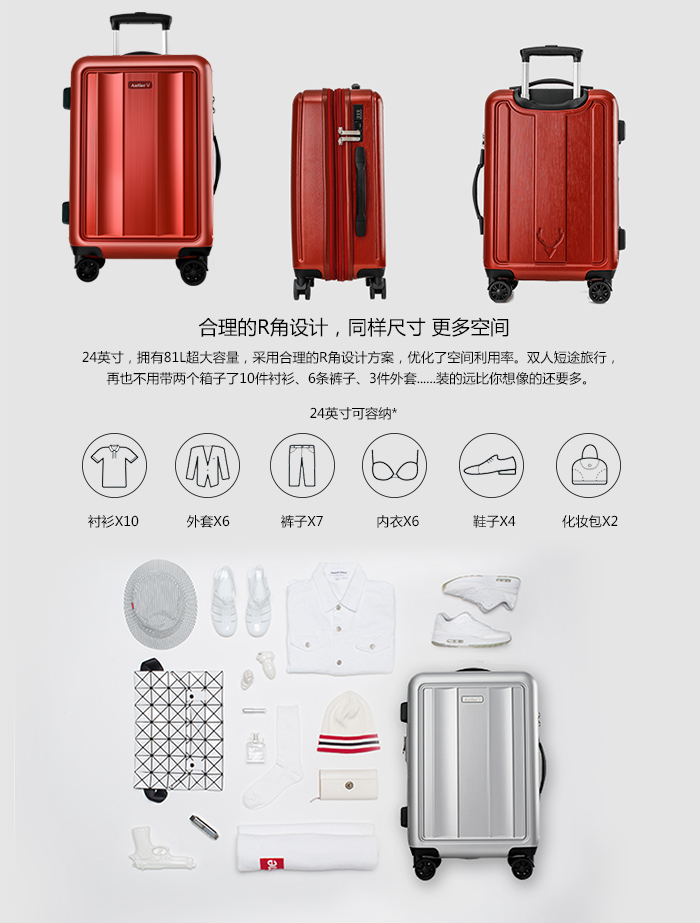 合理的R角设计，同样尺寸 更多空间
24英寸，拥有81L超大容量，采用合理的R角设计方案，优化了空间利用率。双人短途旅行，
再也不用带两个箱子了10件衬衫、6条裤子、3件外套......装的远比你想像的还要多。
24英寸可容纳*
衬衫X10 外套X6 裤子X7 内衣X6 鞋子X4 化妆包X2